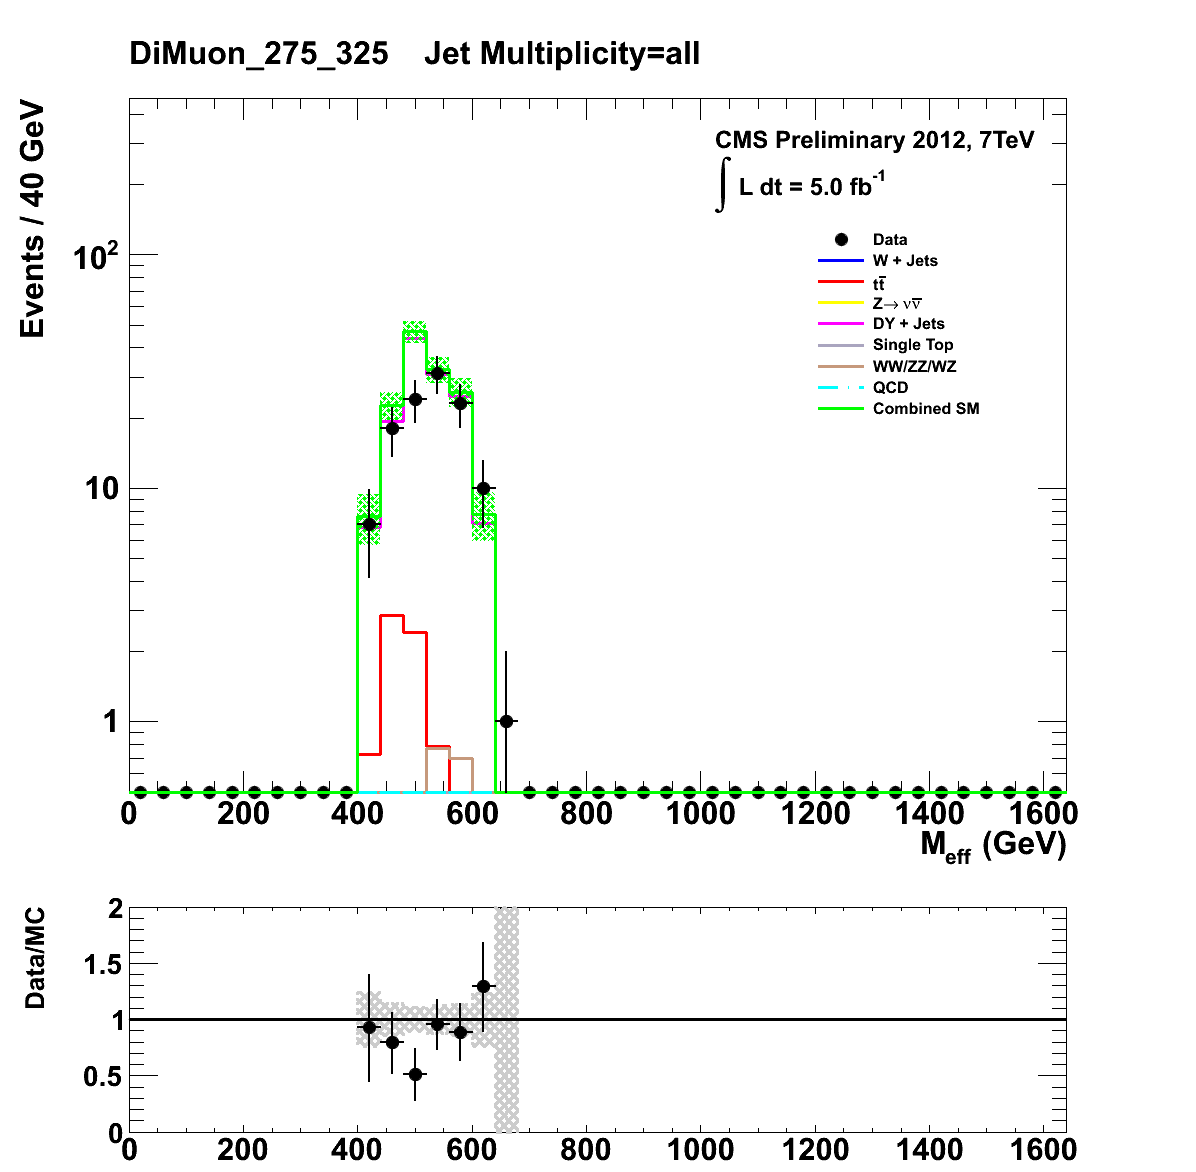 DiMuon_275_325 Jet Multiplicity=all
Events / 40 GeV
CMS Preliminary 2012, 7TeV
∫ L dt = 5.0 fb⁻¹
Data
W + Jets
tt̅
Z→ νν̅
DY + Jets
Single Top
WW/ZZ/WZ
QCD
Combined SM
10²
10
1
0 200 400 600 800 1000 1200 1400 1600
M_eff (GeV)
Data/MC
2
1.5
1
0.5
0
0 200 400 600 800 1000 1200 1400 1600